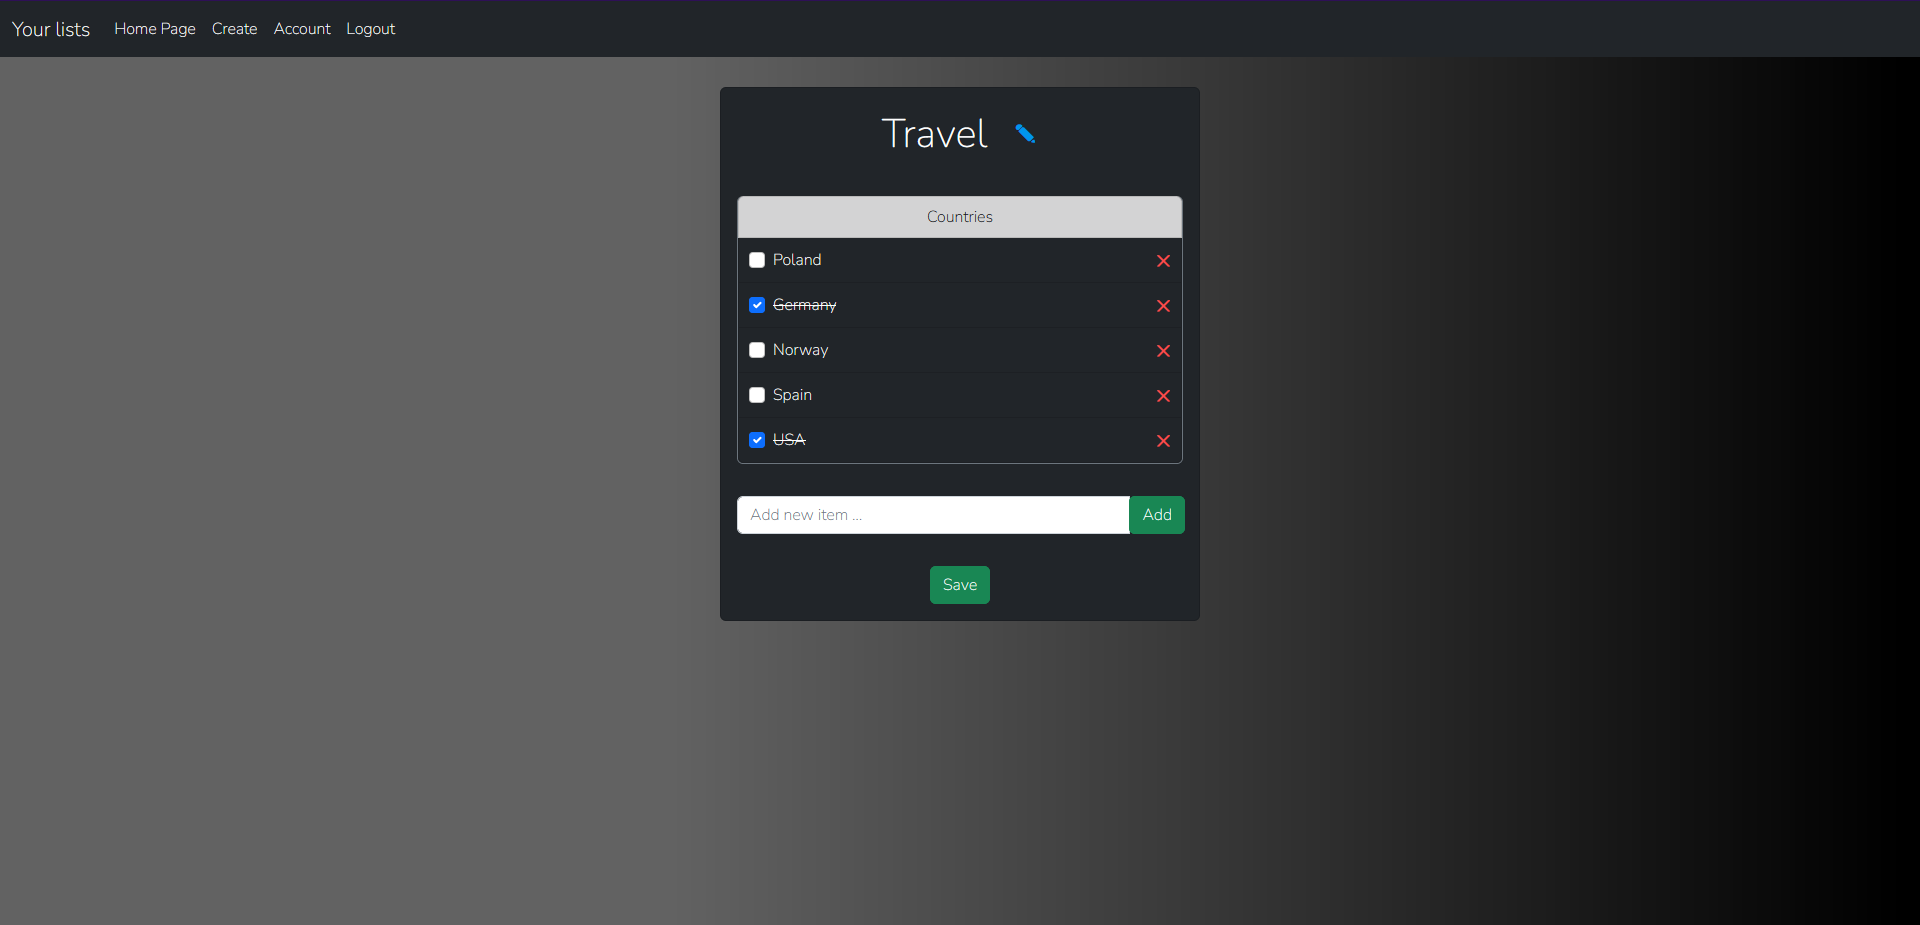 Your lists Home Page Create Account Logout
Travel
Countries
Poland
Germany
Norway
Spain
USA
Add new item ... Add
Save